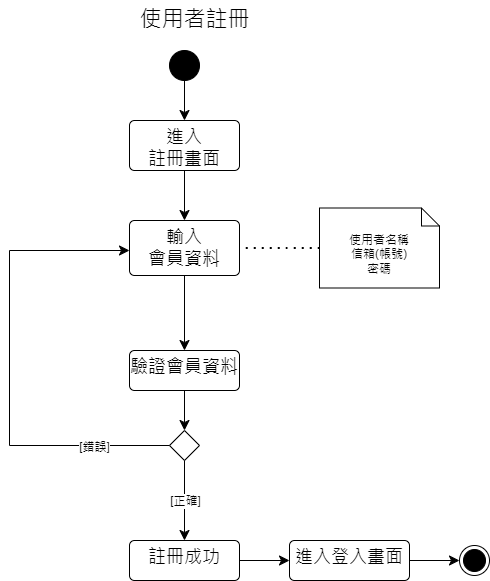 使用者註冊
進入
註冊畫面
輸入
會員資料
使用者名稱
信箱(帳號)
密碼
驗證會員資料
[錯誤]
[正確]
註冊成功
進入登入畫面